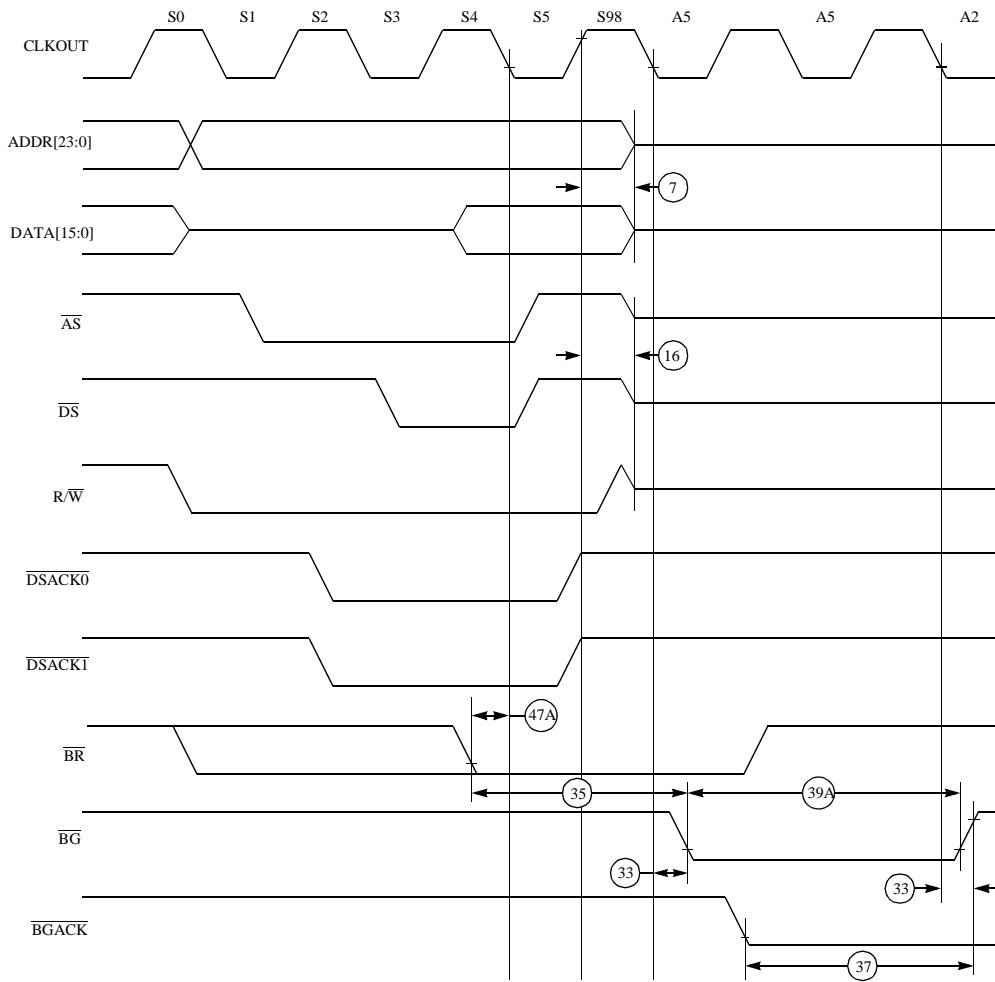 S0 S1 S2 S3 S4 S5 S98 A5 A5 A2
CLKOUT
ADDR[23:0]
7
DATA[15:0]
AS
16
DS
R/W
DSACK0
DSACK1
47A
BR
35 39A
BG
33 33
BGACK
37